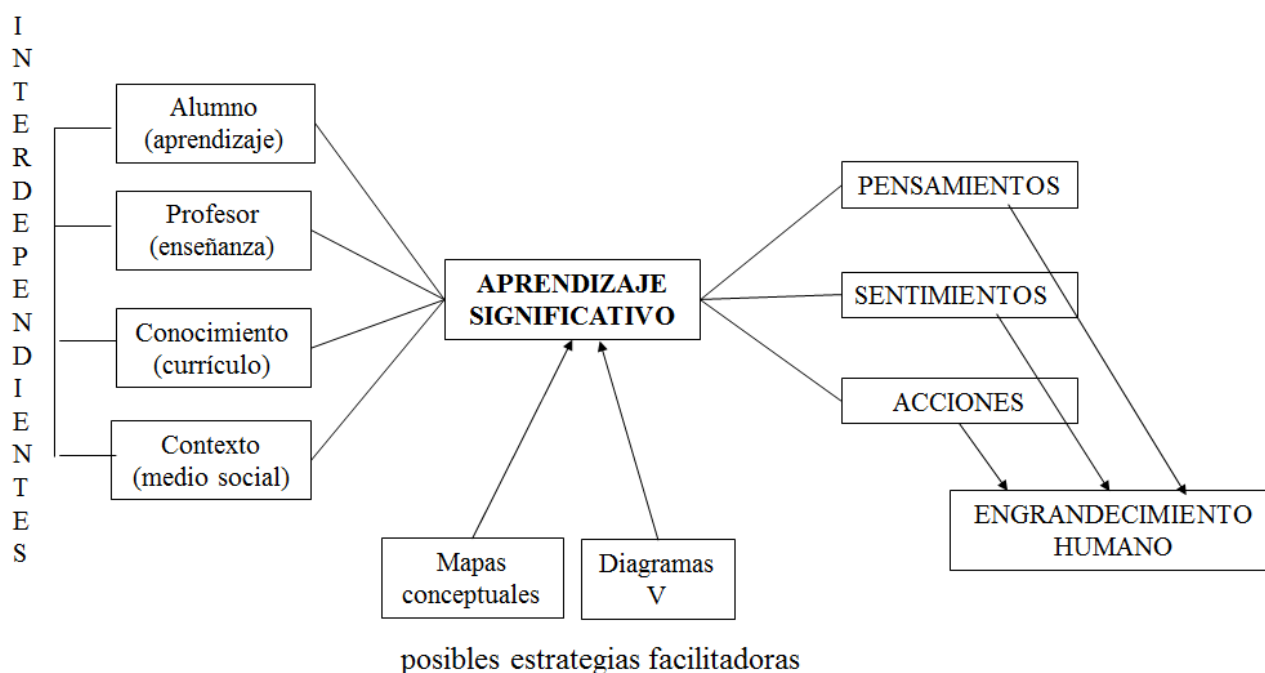 INTERDEPENDIENTES
Alumno
(aprendizaje)
Profesor
(enseñanza)
Conocimiento
(currículo)
Contexto
(medio social)
APRENDIZAJE
SIGNIFICATIVO
PENSAMIENTOS
SENTIMIENTOS
ACCIONES
ENGRANDECIMIENTO
HUMANO
Mapas
conceptuales
Diagramas
V
posibles estrategias facilitadoras